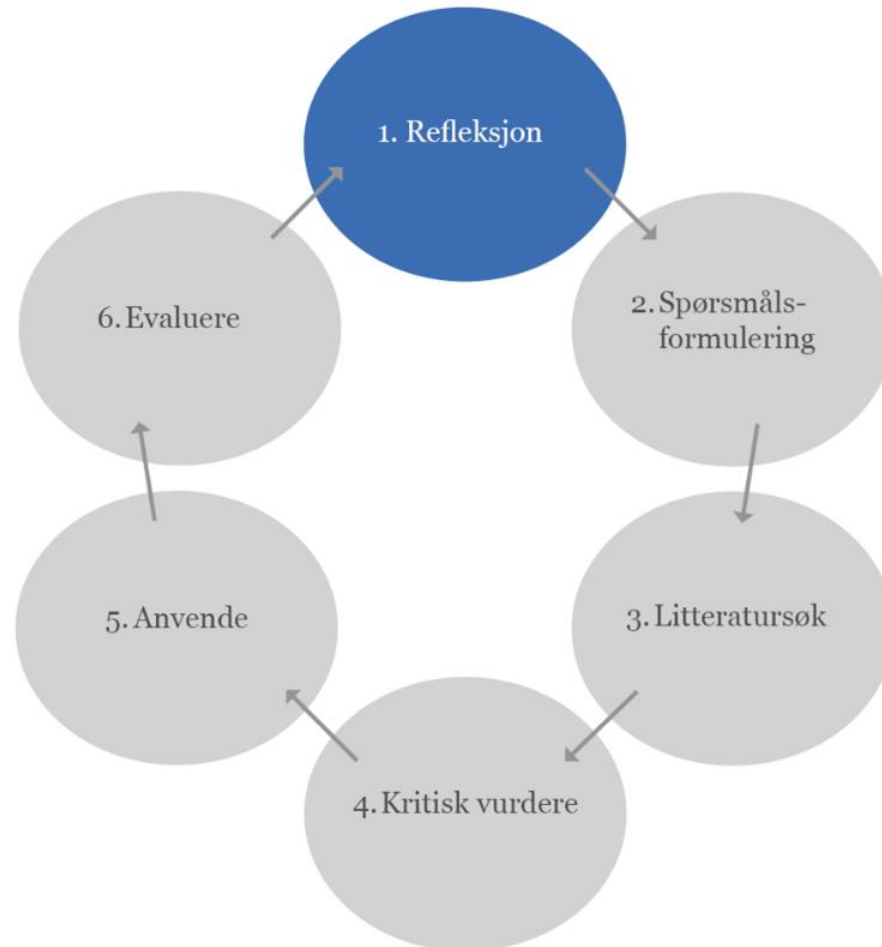 1. Refleksjon
2. Spørsmåls-
formulering
3. Litteratursøk
4. Kritisk vurdere
5. Anvende
6. Evaluere